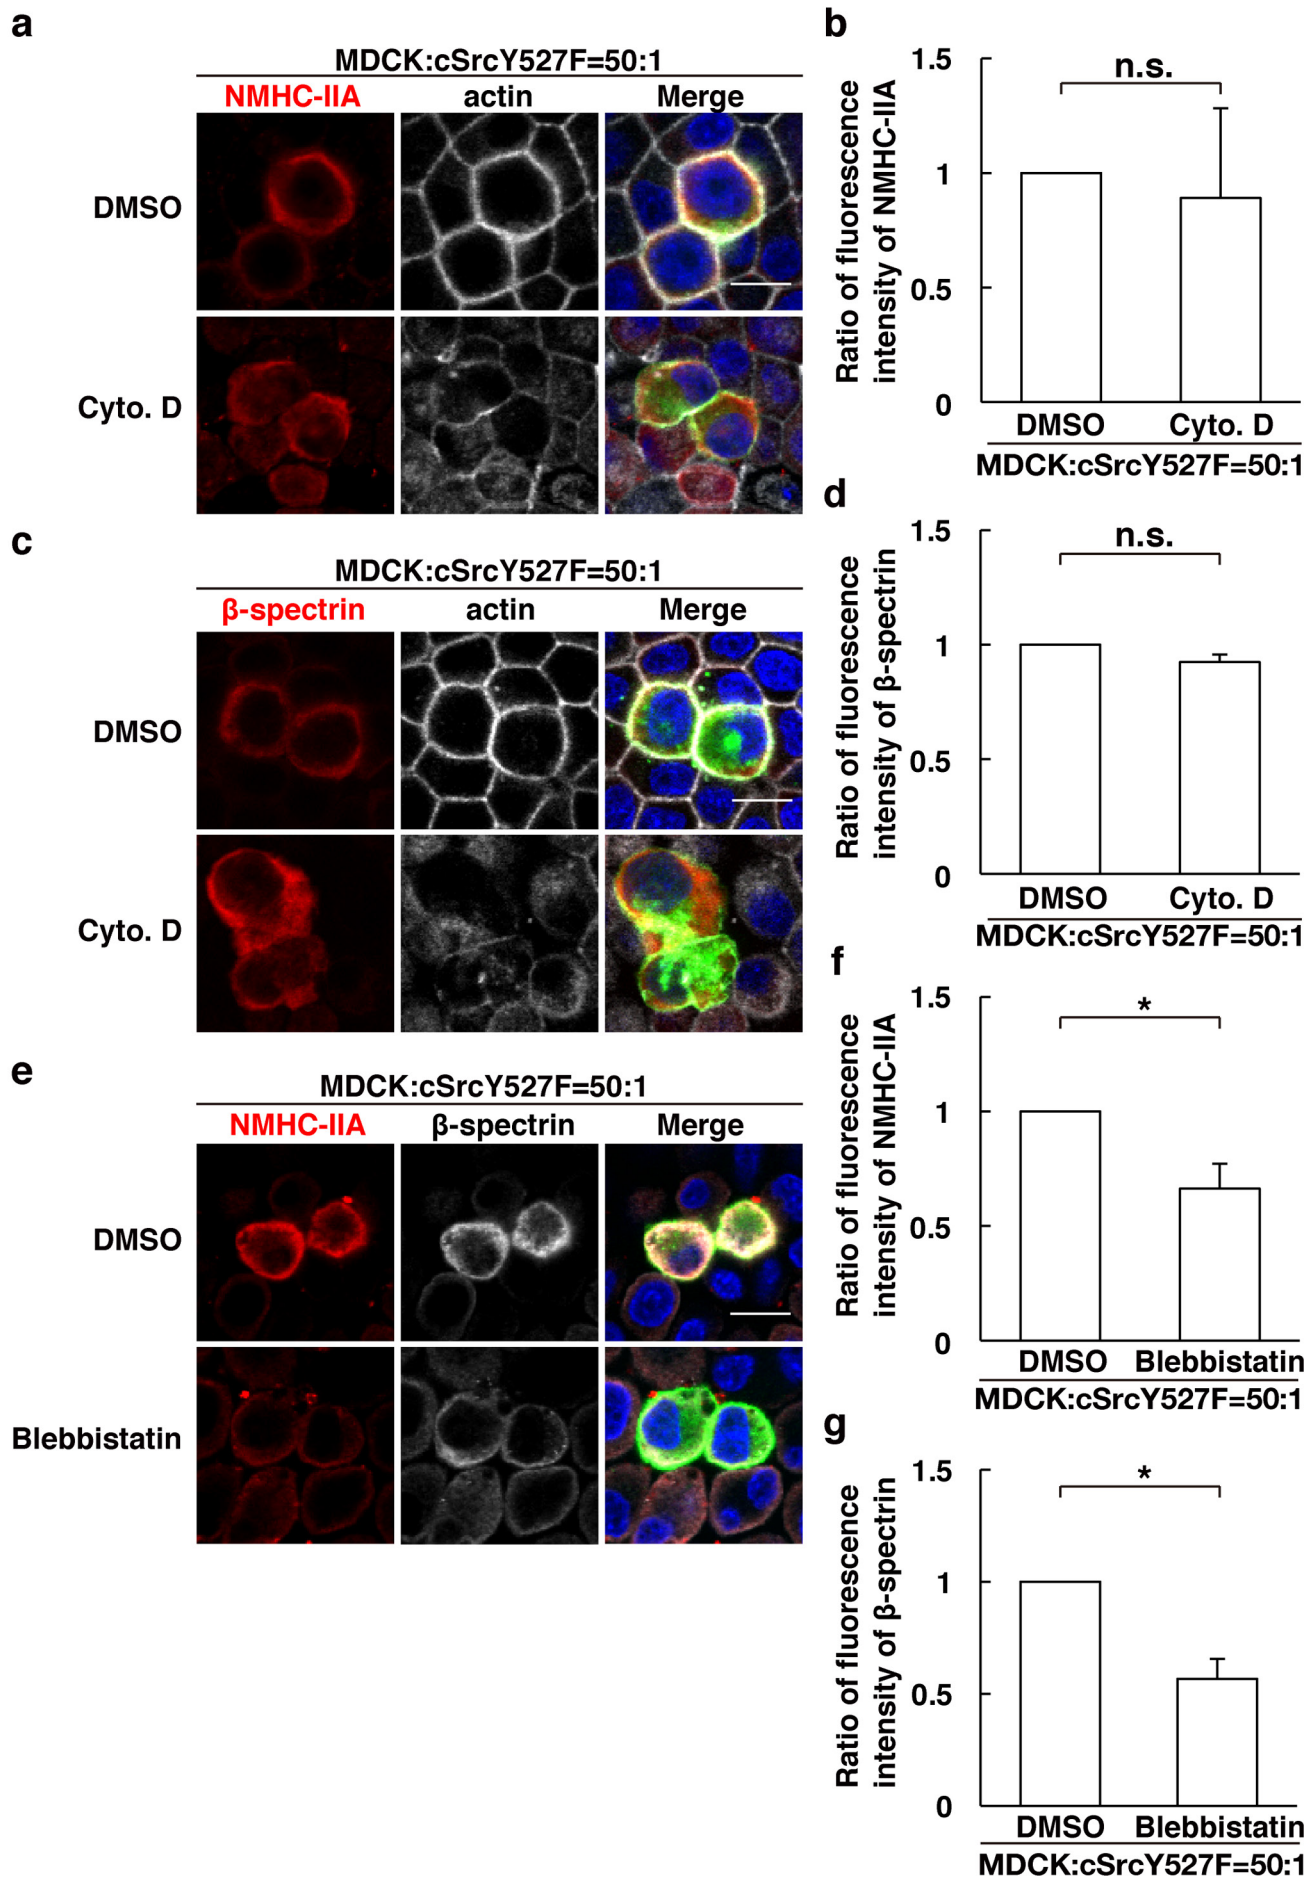 a
MDCK:cSrcY527F=50:1
NMHC-IIA actin Merge
DMSO
Cyto. D
b
Ratio of fluorescence
intensity of NMHC-IIA
1.5
1
0.5
0
n.s.
DMSO Cyto. D
MDCK:cSrcY527F=50:1
c
MDCK:cSrcY527F=50:1
β-spectrin actin Merge
DMSO
Cyto. D
d
Ratio of fluorescence
intensity of β-spectrin
1.5
1
0.5
0
n.s.
DMSO Cyto. D
MDCK:cSrcY527F=50:1
e
MDCK:cSrcY527F=50:1
NMHC-IIA β-spectrin Merge
DMSO
Blebbistatin
f
Ratio of fluorescence
intensity of NMHC-IIA
1.5
1
0.5
0
*
DMSO Blebbistatin
MDCK:cSrcY527F=50:1
g
Ratio of fluorescence
intensity of β-spectrin
1.5
1
0.5
0
*
DMSO Blebbistatin
MDCK:cSrcY527F=50:1